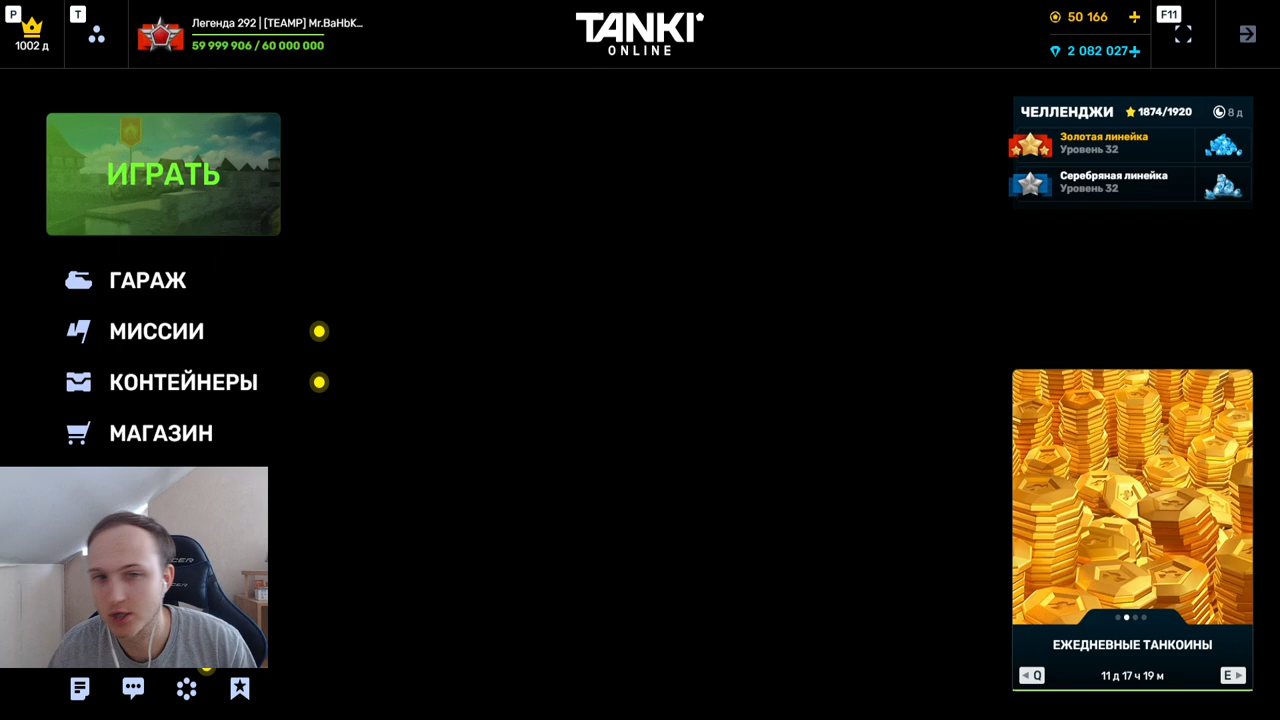 P
1002 д
T
Легенда 292 | [TEAMP] Mr.BaHbK...
59 999 906 / 60 000 000
TANKI
ONLINE
50 166
2 082 027
F11
ИГРАТЬ
ГАРАЖ
МИССИИ
КОНТЕЙНЕРЫ
МАГАЗИН
ЧЕЛЛЕНДЖИ 1874/1920 8 д
Золотая линейка
Уровень 32
Серебряная линейка
Уровень 32
ЕЖЕДНЕВНЫЕ ТАНКОИНЫ
Q 11 д 17 ч 19 м E